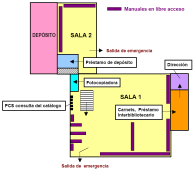 Manuales en libre acceso
DEPÓSITO
SALA 2
Salida de emergencia
Préstamo de depósito
Fotocopiadora
Dirección
PCS consulta del catálogo
SALA 1
Carnets, Préstamo
Interbibliotecario
Salida de emergencia